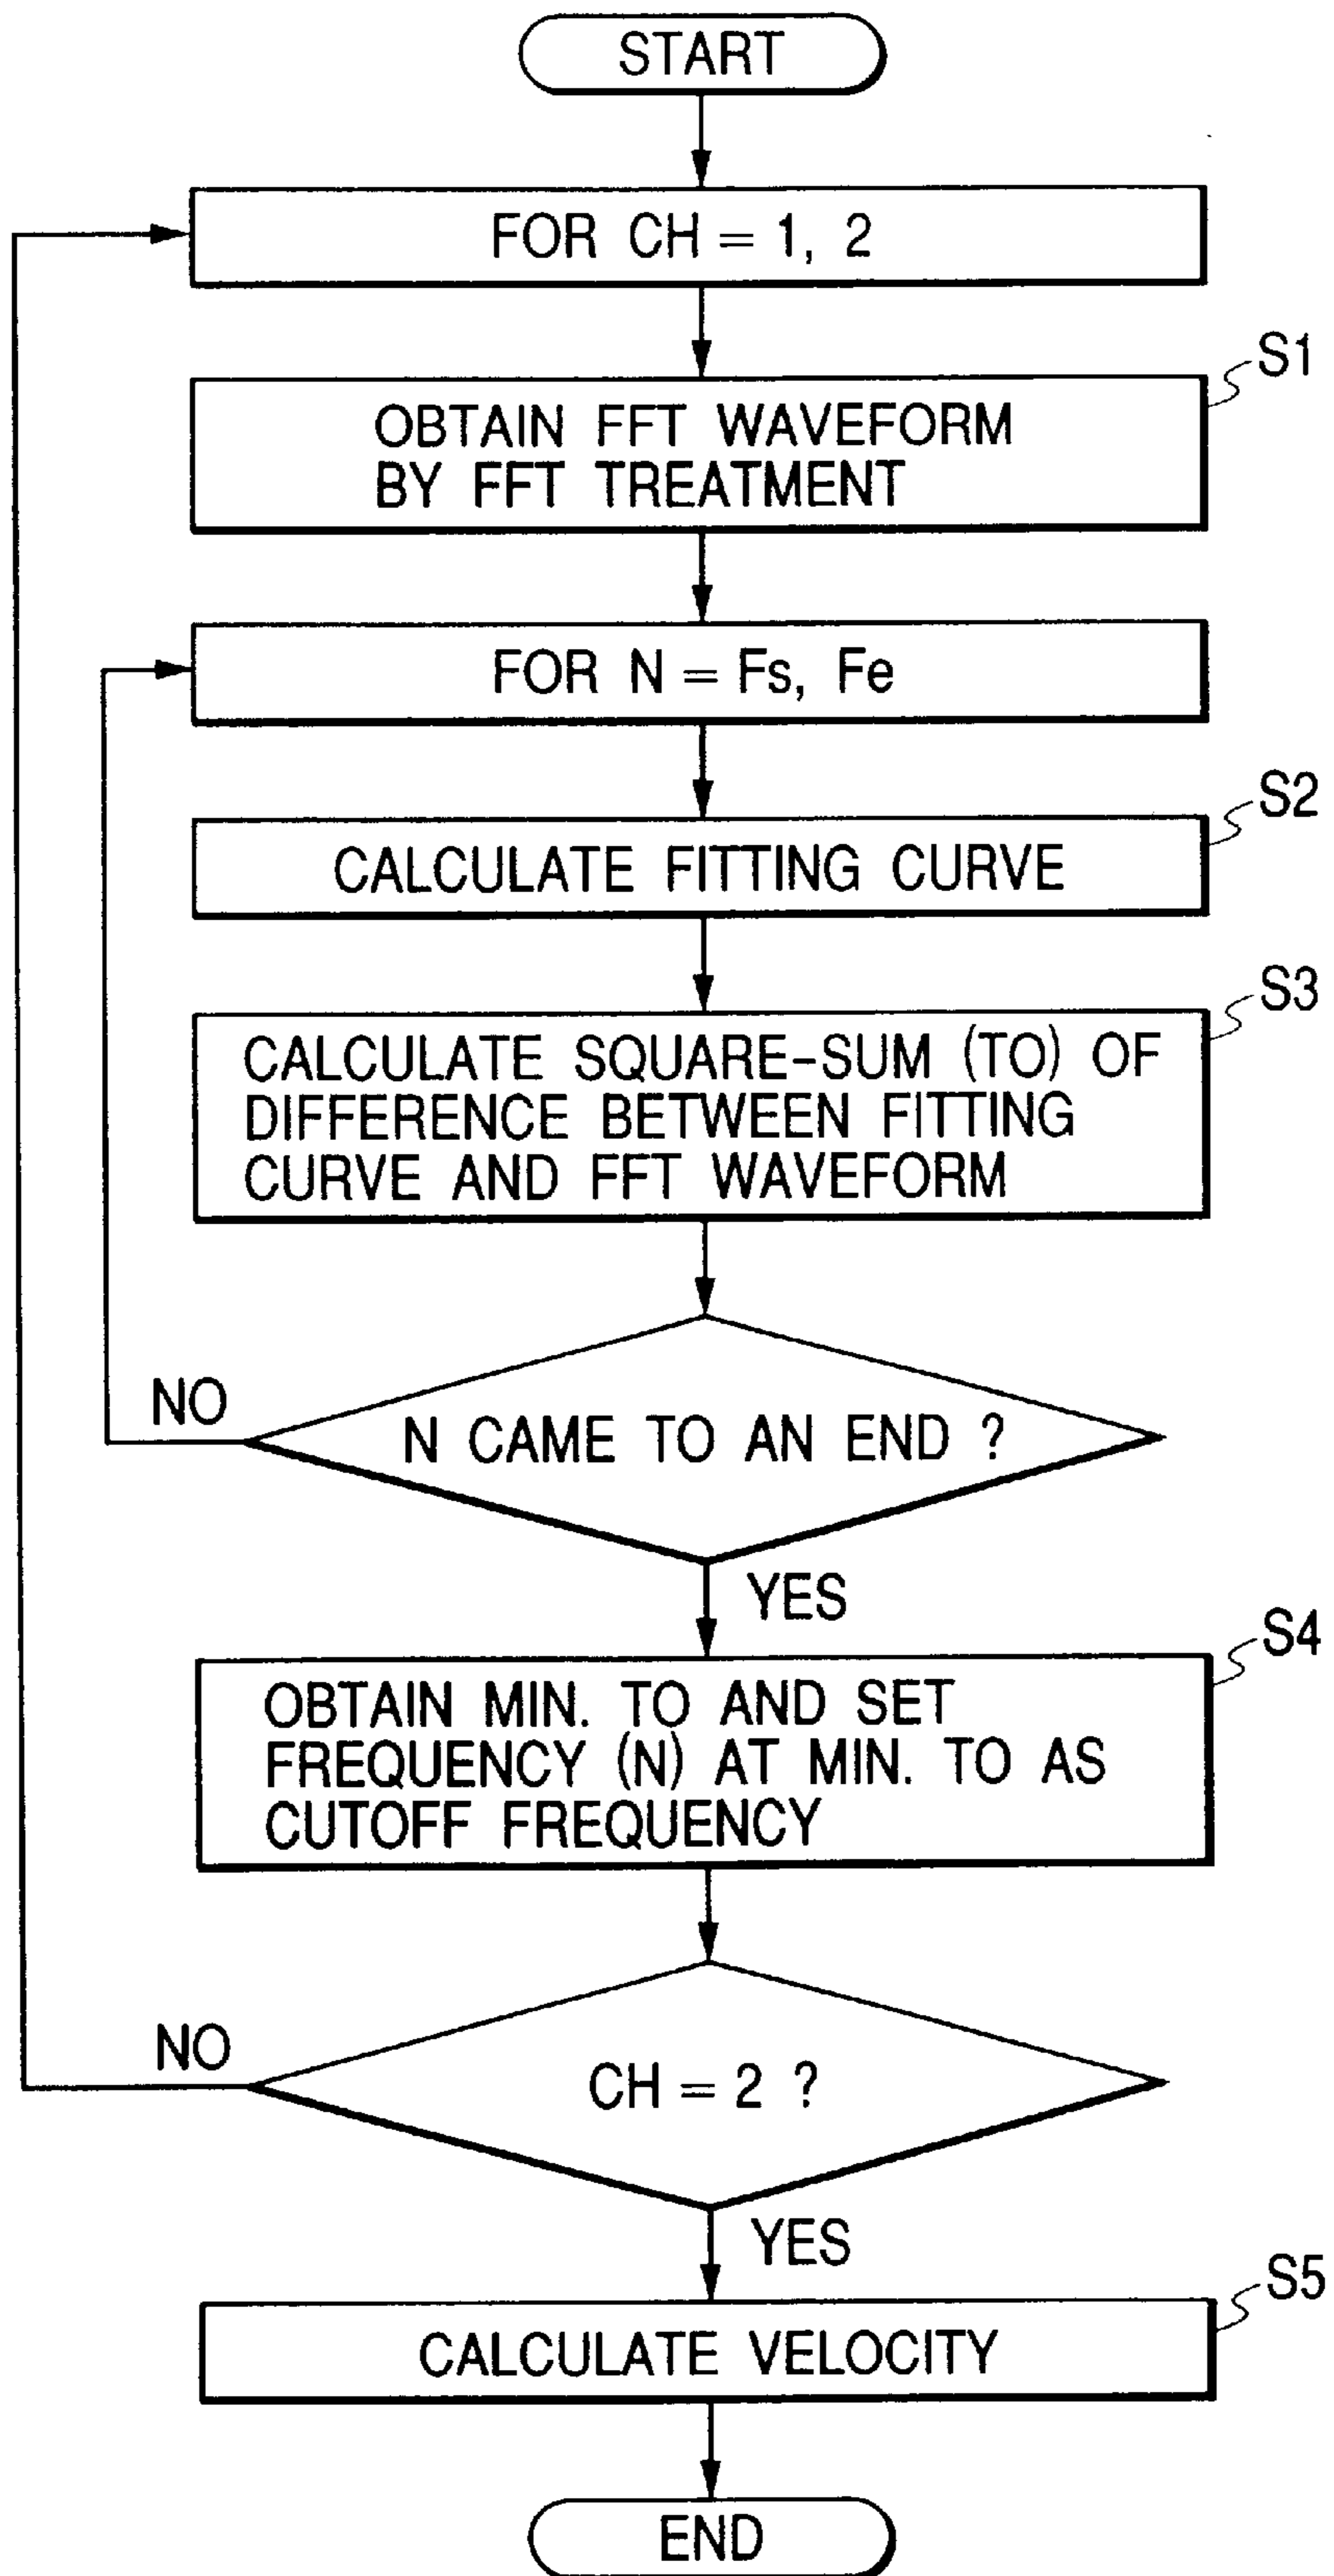 START
FOR CH = 1, 2
S1
OBTAIN FFT WAVEFORM
BY FFT TREATMENT
FOR N = Fs, Fe
S2
CALCULATE FITTING CURVE
S3
CALCULATE SQUARE-SUM (TO) OF
DIFFERENCE BETWEEN FITTING
CURVE AND FFT WAVEFORM
NO
N CAME TO AN END ?
YES
S4
OBTAIN MIN. TO AND SET
FREQUENCY (N) AT MIN. TO AS
CUTOFF FREQUENCY
NO
CH = 2 ?
YES
S5
CALCULATE VELOCITY
END